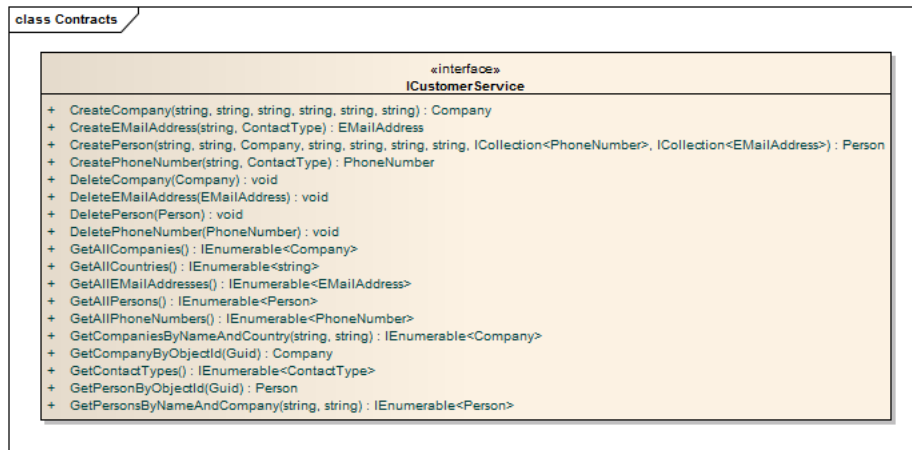 class Contracts
«interface»
ICustomerService
+ CreateCompany(string, string, string, string, string, string) : Company
+ CreateEMailAddress(string, ContactType) : EMailAddress
+ CreatePerson(string, string, Company, string, string, string, string, ICollection<PhoneNumber>, ICollection<EMailAddress>) : Person
+ CreatePhoneNumber(string, ContactType) : PhoneNumber
+ DeleteCompany(Company) : void
+ DeleteEMailAddress(EMailAddress) : void
+ DeletePerson(Person) : void
+ DeletePhoneNumber(PhoneNumber) : void
+ GetAllCompanies() : IEnumerable<Company>
+ GetAllCountries() : IEnumerable<string>
+ GetAllEMailAddresses() : IEnumerable<EMailAddress>
+ GetAllPersons() : IEnumerable<Person>
+ GetAllPhoneNumbers() : IEnumerable<PhoneNumber>
+ GetCompaniesByNameAndCountry(string, string) : IEnumerable<Company>
+ GetCompanyByObjectId(Guid) : Company
+ GetContactTypes() : IEnumerable<ContactType>
+ GetPersonByObjectId(Guid) : Person
+ GetPersonsByNameAndCompany(string, string) : IEnumerable<Person>